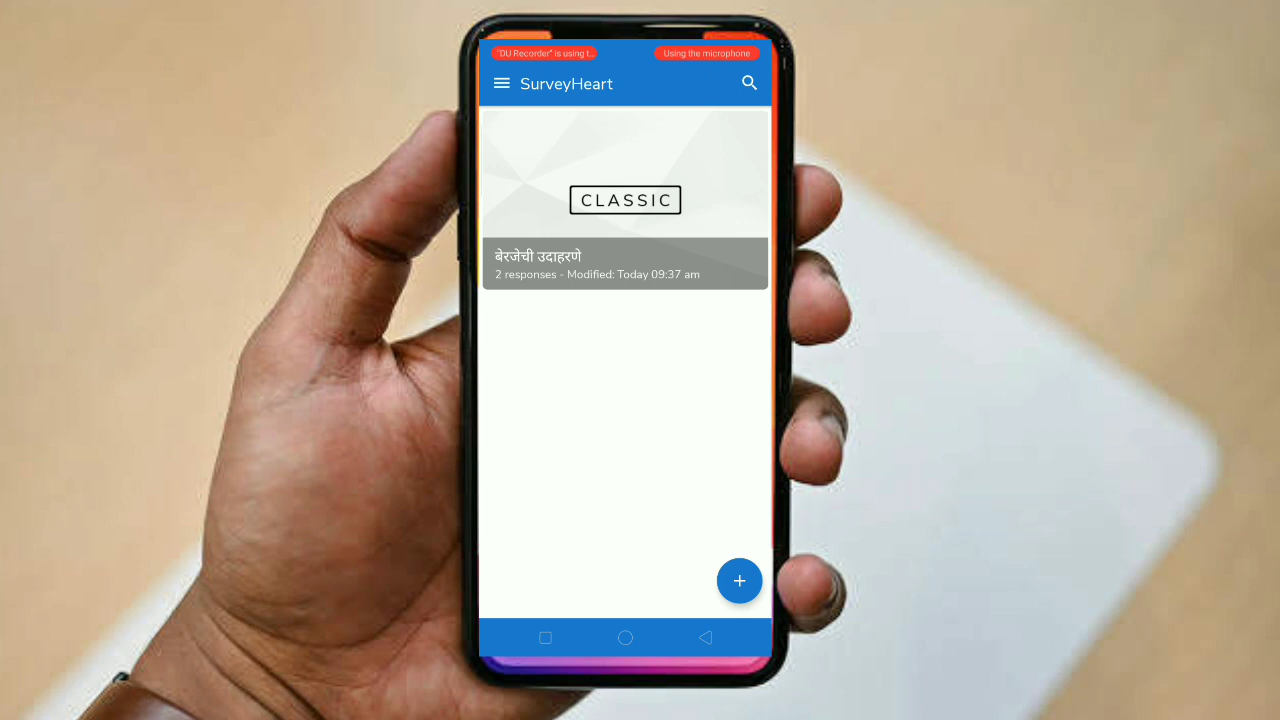 "DU Recorder" is using t...
Using the microphone
SurveyHeart
CLASSIC
बेरजेची उदाहरणे
2 responses - Modified: Today 09:37 am